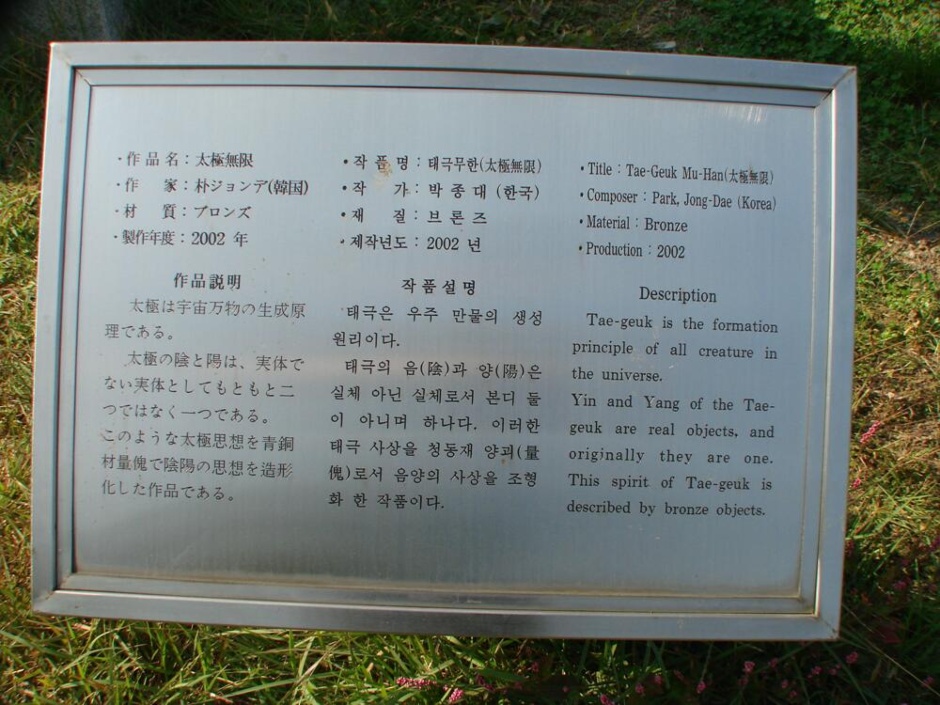 ・作品名：太極無限
・作　　家：朴ジョンデ(韓国)
・材　　質：ブロンズ
・製作年度：2002 年
作品説明
太極は宇宙万物の生成原
理である。
太極の陰と陽は、実体で
ない実体としてもともと二
つではなく一つである。
このような太極思想を青銅
材量傀で陰陽の思想を造形
化した作品である。
• 작 품 명 : 태극무한(太極無限)
• 작　　가 : 박 종 대 (한국)
• 재　　질 : 브 론 즈
• 제작년도 : 2002 년
작품설명
태극은 우주 만물의 생성
원리이다.
태극의 음(陰)과 양(陽)은
실체 아닌 실체로서 본디 둘
이 아니며 하나다. 이러한
태극 사상을 청동재 양괴(量
傀)로서 음양의 사상을 조형
화 한 작품이다.
• Title : Tae-Geuk Mu-Han(太極無限)
• Composer : Park, Jong-Dae (Korea)
• Material : Bronze
• Production : 2002
Description
Tae-geuk is the formation
principle of all creature in
the universe.
Yin and Yang of the Tae-
geuk are real objects, and
originally they are one.
This spirit of Tae-geuk is
described by bronze objects.